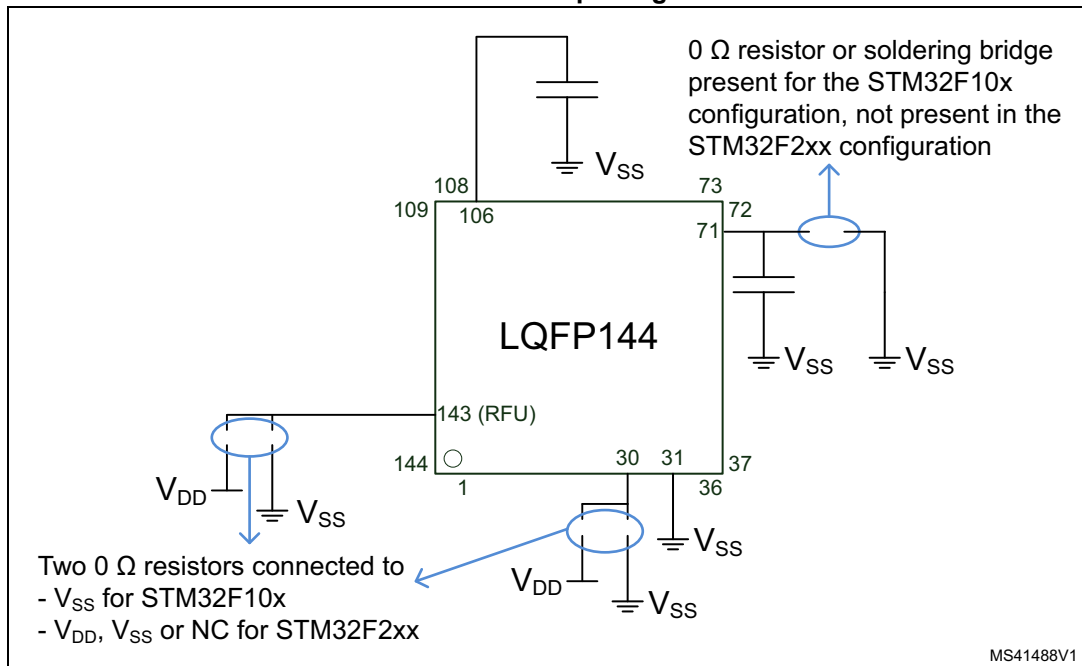 0 Ω resistor or soldering bridge
present for the STM32F10x
configuration, not present in the
STM32F2xx configuration
VSS
108
73
109
106
72
71
LQFP144
VSS
VSS
143 (RFU)
144
30
31
37
1
36
VDD
VSS
VSS
VDD
VSS
Two 0 Ω resistors connected to
- VSS for STM32F10x
- VDD, VSS or NC for STM32F2xx
MS41488V1